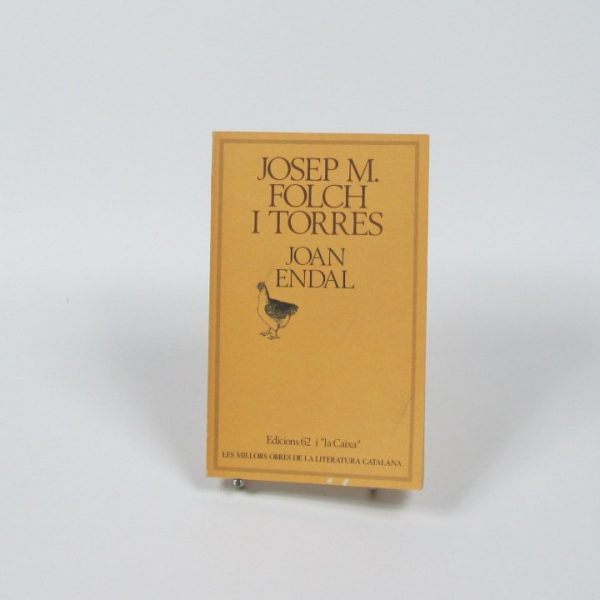 JOSEP M.
FOLCH
I TORRES
JOAN
ENDAL
Edicions 62 i "la Caixa"
LES MILLORS OBRES DE LA LITERATURA CATALANA